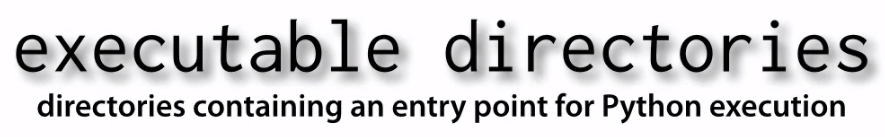 executable directories
directories containing an entry point for Python execution